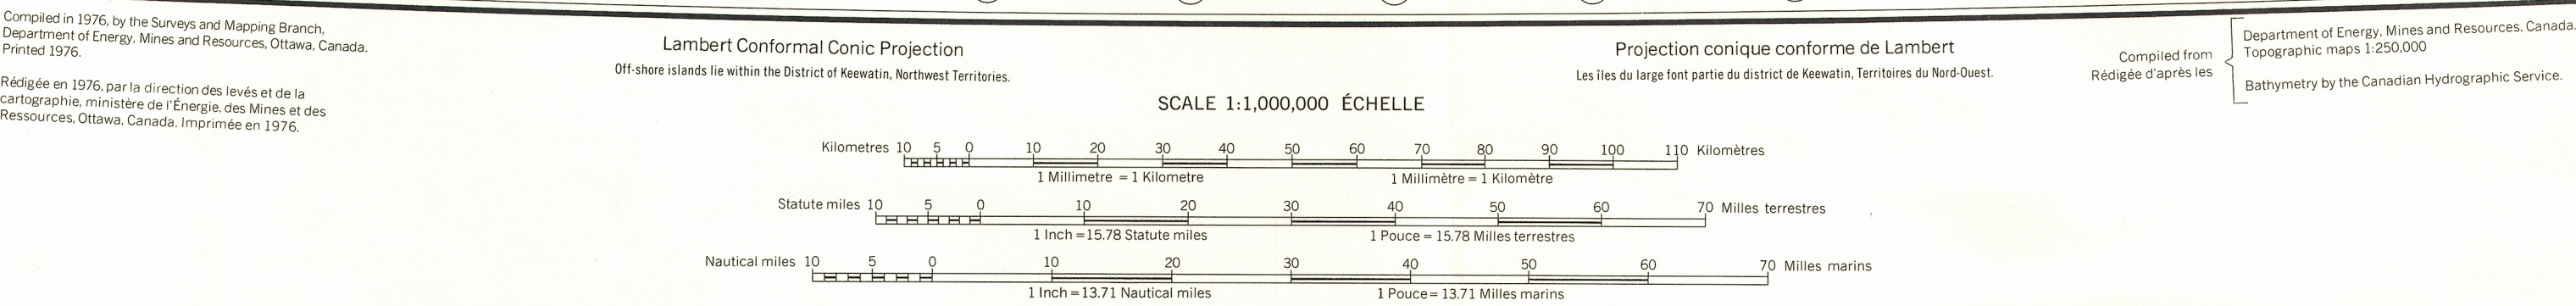 Compiled in 1976, by the Surveys and Mapping Branch,
Department of Energy, Mines and Resources, Ottawa, Canada.
Printed 1976.
Rédigée en 1976, par la direction des levés et de la
cartographie, ministère de l'Énergie, des Mines et des
Ressources, Ottawa, Canada. Imprimée en 1976.
Lambert Conformal Conic Projection
Off-shore islands lie within the District of Keewatin, Northwest Territories.
Projection conique conforme de Lambert
Les îles du large font partie du district de Keewatin, Territoires du Nord-Ouest.
Compiled from
Rédigée d'après les
Department of Energy, Mines and Resources, Canada.
Topographic maps 1:250,000
Bathymetry by the Canadian Hydrographic Service.
SCALE 1:1,000,000 ÉCHELLE
Kilometres 10 5 0 10 20 30 40 50 60 70 80 90 100 110 Kilomètres
1 Millimetre = 1 Kilometre 1 Millimètre = 1 Kilomètre
Statute miles 10 5 0 10 20 30 40 50 60 70 Milles terrestres
1 Inch = 15.78 Statute miles 1 Pouce = 15.78 Milles terrestres
Nautical miles 10 5 0 10 20 30 40 50 60 70 Milles marins
1 Inch = 13.71 Nautical miles 1 Pouce = 13.71 Milles marins